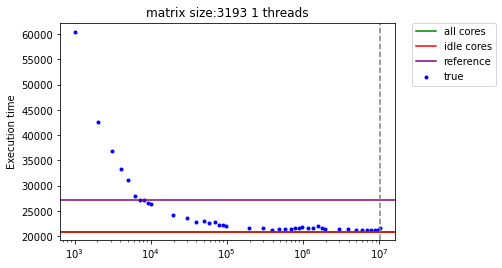 matrix size:3193 1 threads
Execution time
60000
55000
50000
45000
40000
35000
30000
25000
20000
10³
10⁴
10⁵
10⁶
10⁷
all cores
idle cores
reference
true